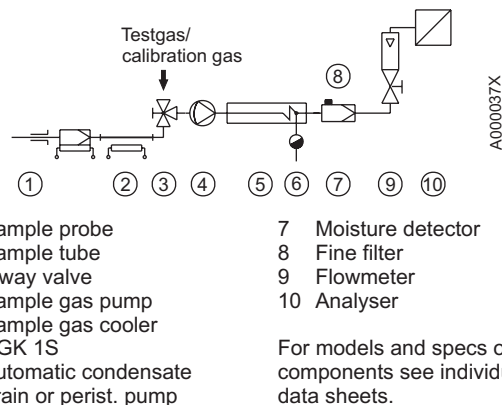 Testgas/
calibration gas
A000037X
8
1 2 3 4 5 6 7 9 10
ample probe
ample tube
way valve
ample gas pump
ample gas cooler
GK 1S
utomatic condensate
rain or perist. pump
7 Moisture detector
8 Fine filter
9 Flowmeter
10 Analyser
For models and specs o
components see individ
data sheets.